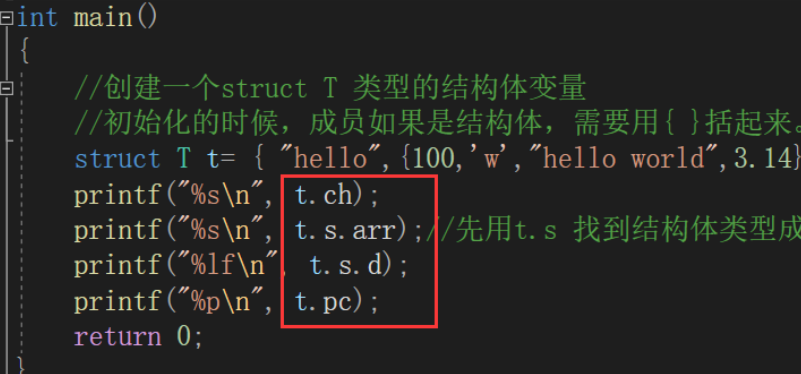 int main()
{
//创建一个struct T 类型的结构体变量
//初始化的时候，成员如果是结构体，需要用{ }括起来。
struct T t= { "hello",{100,'w',"hello world",3.14}
printf("%s\n", t.ch);
printf("%s\n", t.s.arr);//先用t.s 找到结构体类型成
printf("%lf\n", t.s.d);
printf("%p\n", t.pc);
return 0;
}